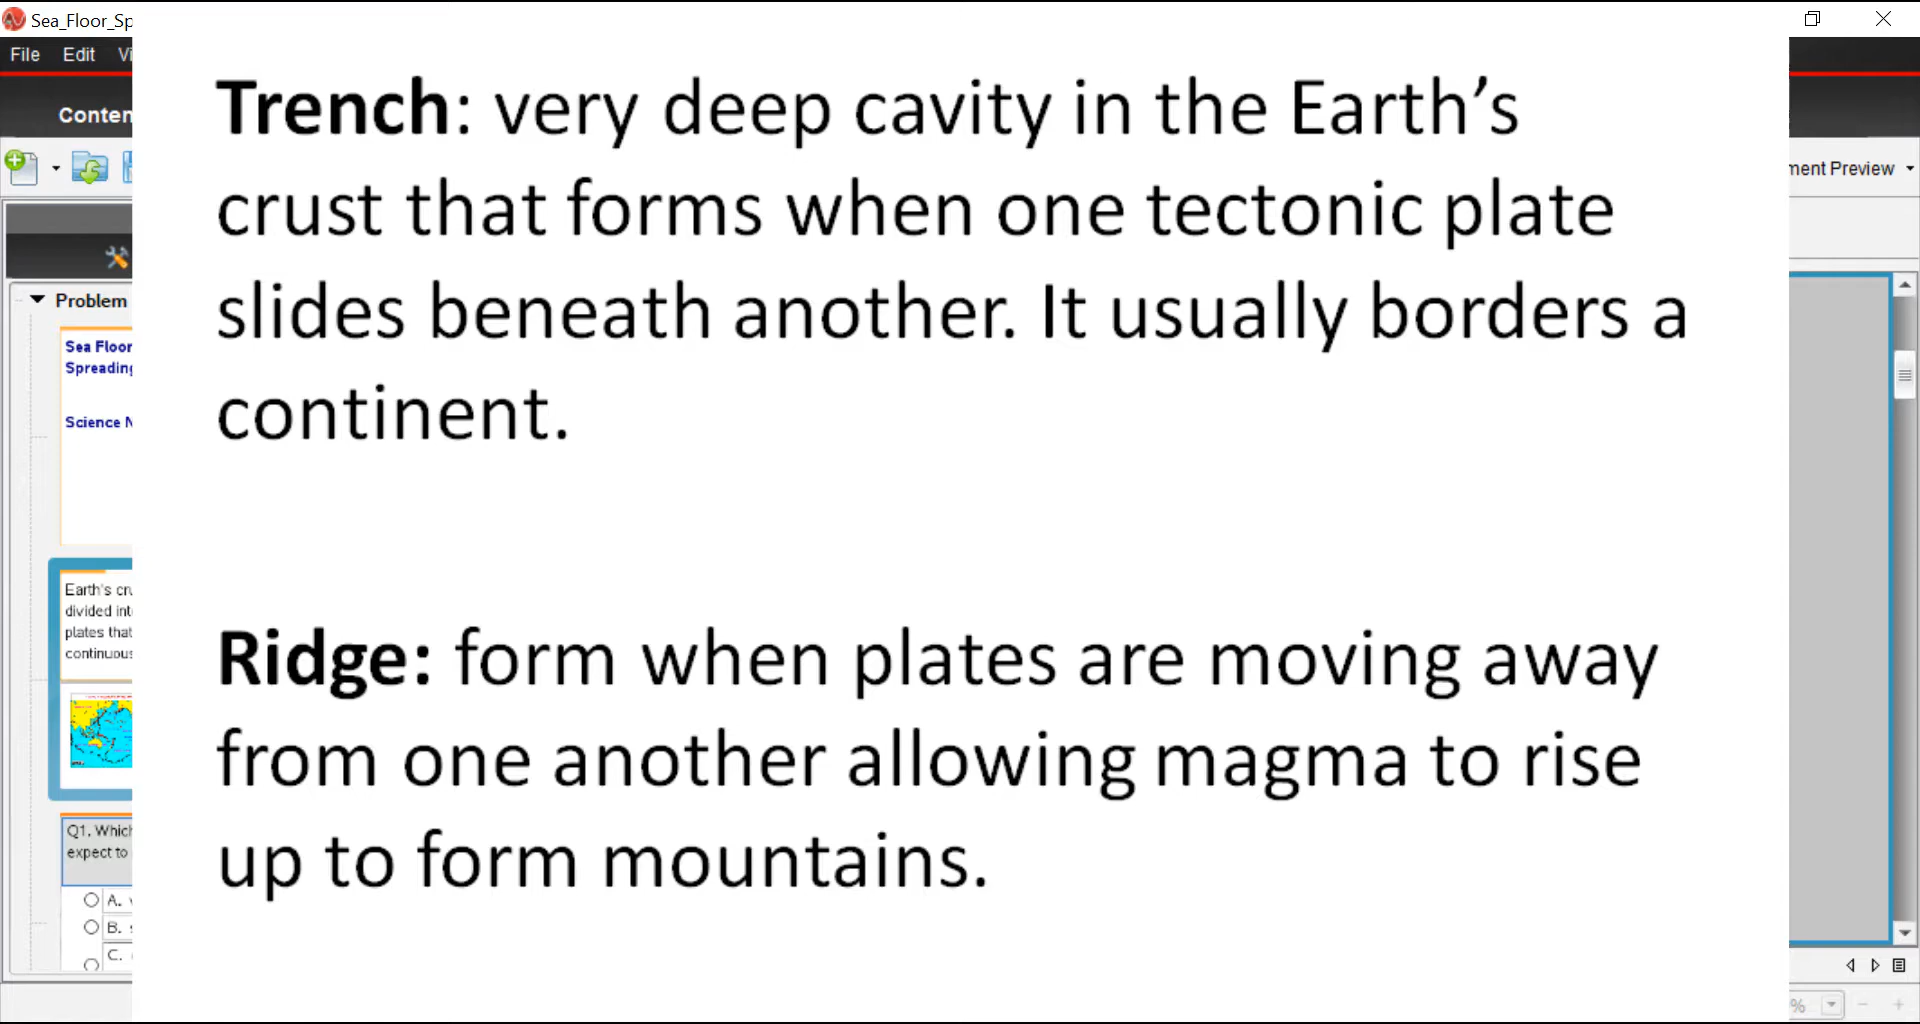 Sea_Floor_Sp
File Edit
Trench: very deep cavity in the Earth’s
crust that forms when one tectonic plate
slides beneath another. It usually borders a
continent.
Ridge: form when plates are moving away
from one another allowing magma to rise
up to form mountains.
ment Preview
Problem
Sea Floor
Spreading
Science N
Earth's cru
divided int
plates that
continuous
Q1. Which
expect to
A.
B.
C.
%